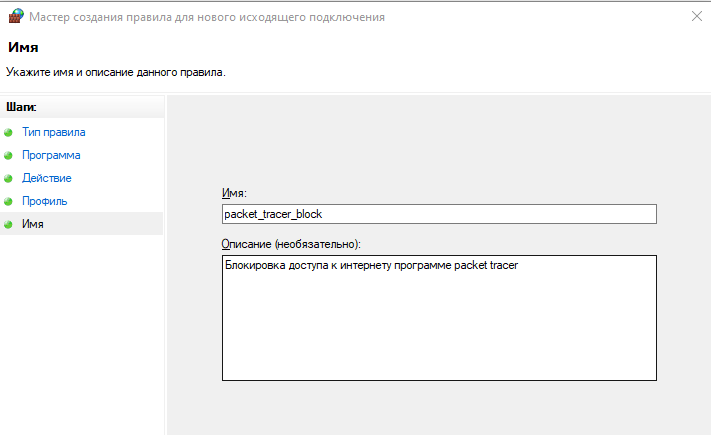 Мастер создания правила для нового исходящего подключения
Имя
Укажите имя и описание данного правила.
Шаги:
Тип правила
Программа
Действие
Профиль
Имя
Имя:
packet_tracer_block
Описание (необязательно):
Блокировка доступа к интернету программе packet tracer